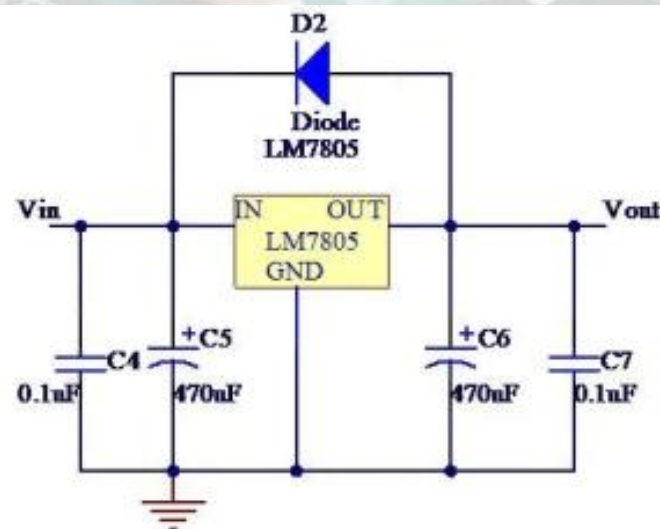 D2
Diode
LM7805
Vin
IN OUT
Vout
LM7805
GND
+
C5
+
C6
C4
C7
0.1uF
470uF
470uF
0.1uF